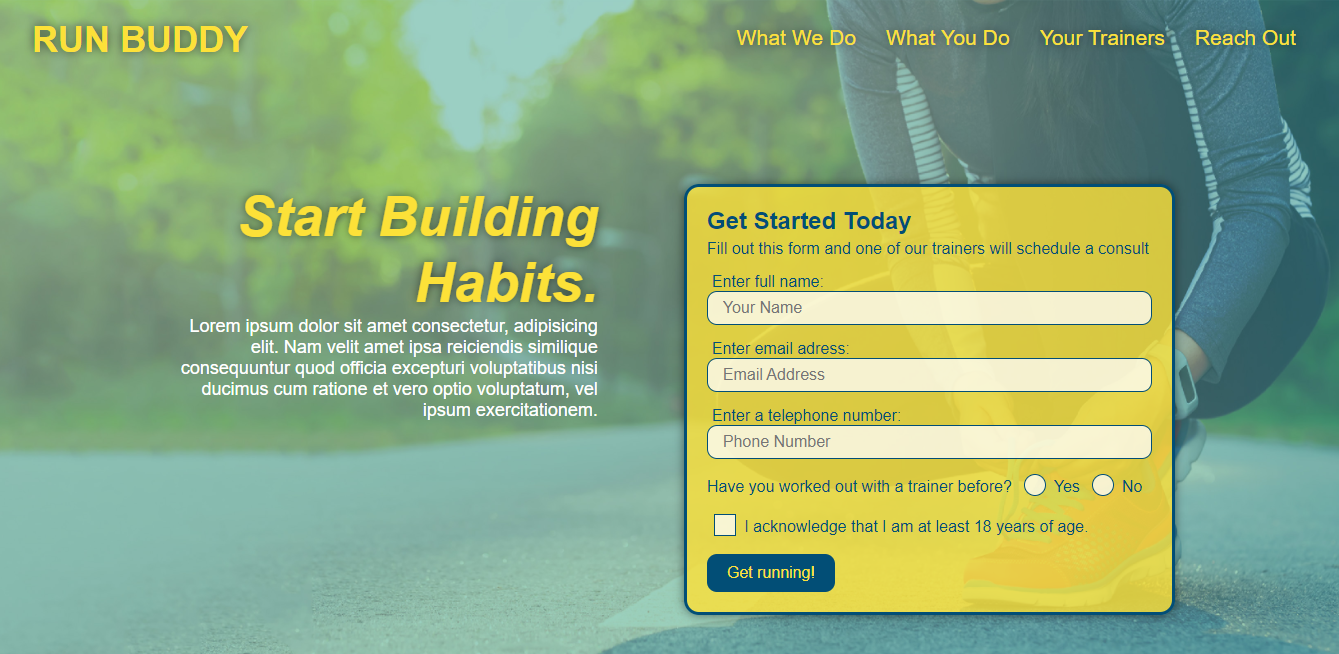 RUN BUDDY
What We Do
What You Do
Your Trainers
Reach Out
Start Building
Habits.
Lorem ipsum dolor sit amet consectetur, adipisicing
elit. Nam velit amet ipsa reiciendis similique
consequuntur quod officia excepturi voluptatibus nisi
ducimus cum ratione et vero optio voluptatum, vel
ipsum exercitationem.
Get Started Today
Fill out this form and one of our trainers will schedule a consult
Enter full name:
Your Name
Enter email adress:
Email Address
Enter a telephone number:
Phone Number
Have you worked out with a trainer before? Yes No
I acknowledge that I am at least 18 years of age.
Get running!